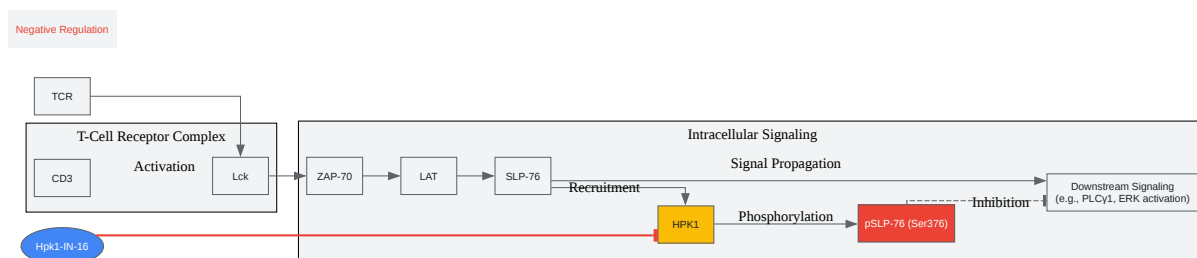 Negative Regulation
TCR
T-Cell Receptor Complex
Intracellular Signaling
Activation
Signal Propagation
CD3
Lck
ZAP-70
LAT
SLP-76
Recruitment
Downstream Signaling
(e.g., PLCγ1, ERK activation)
Inhibition
HPK1
Phosphorylation
pSLP-76 (Ser376)
Hpk1-IN-16